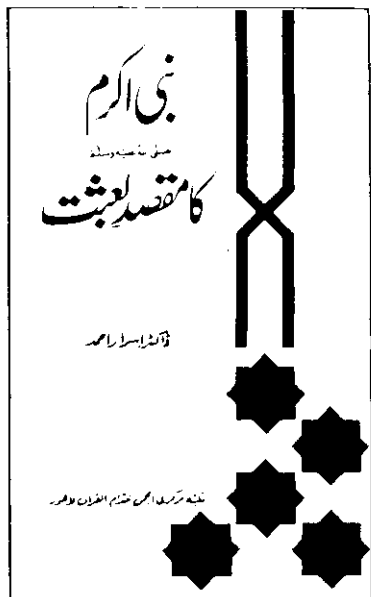 نبی اکرم
صلی اللہ علیہ وسلم
کا مقصدِ بعثت
ڈاکٹر اسرار احمد
مکتبہ مرکزی انجمن خدام القرآن لاہور